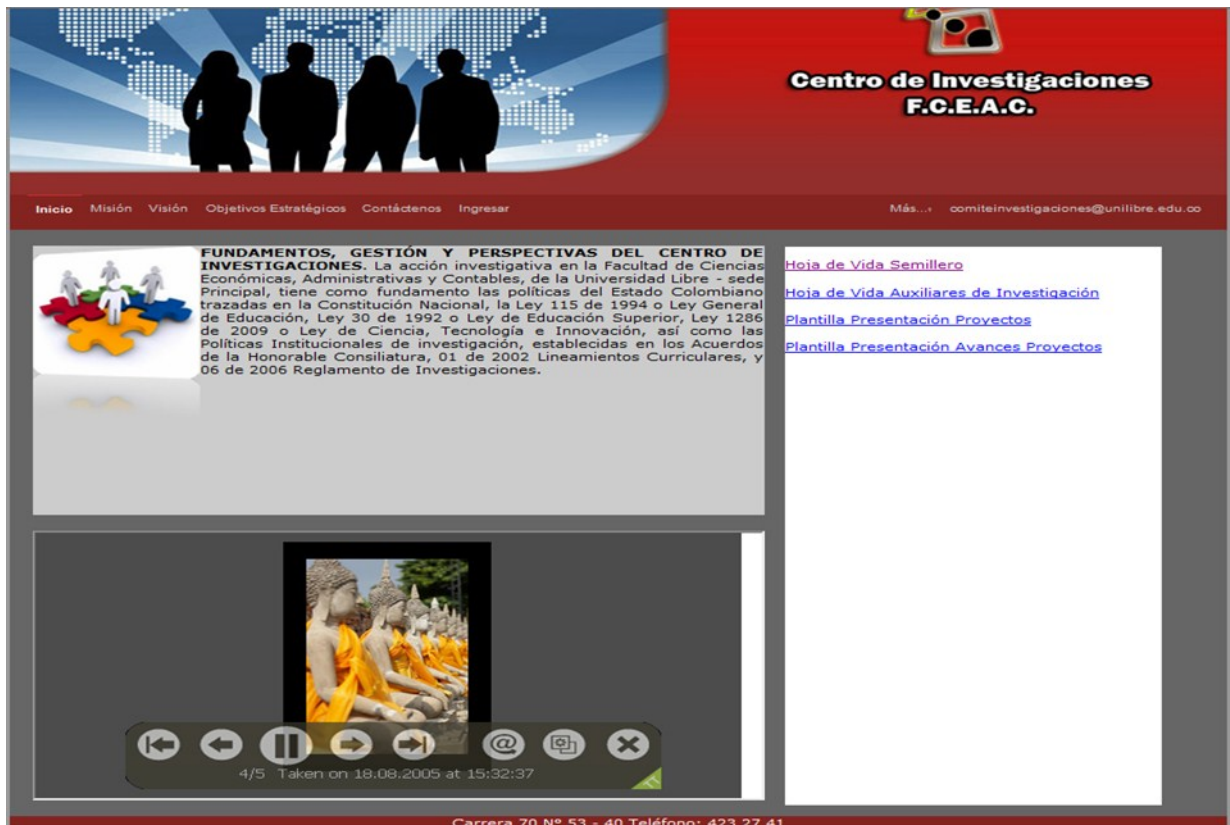 Centro de Investigaciones
F.C.E.A.C.
Inicio Misión Visión Objetivos Estratégicos Contáctenos Ingresar Más... comiteinvestigaciones@unilibre.edu.co
FUNDAMENTOS, GESTIÓN Y PERSPECTIVAS DEL CENTRO DE
INVESTIGACIONES. La acción investigativa en la Facultad de Ciencias
Económicas, Administrativas y Contables, de la Universidad Libre - sede
Principal, tiene como fundamento las políticas del Estado Colombiano
trazadas en la Constitución Nacional, la Ley 115 de 1994 o Ley General
de Educación, Ley 30 de 1992 o Ley de Educación Superior, Ley 1286
de 2009 o Ley de Ciencia, Tecnología e Innovación, así como las
Políticas Institucionales de investigación, establecidas en los Acuerdos
de la Honorable Consiliatura, 01 de 2002 Lineamientos Curriculares, y
06 de 2006 Reglamento de Investigaciones.
Hoja de Vida Semillero
Hoja de Vida Auxiliares de Investigación
Plantilla Presentación Proyectos
Plantilla Presentación Avances Proyectos
4/5 Taken on 18.08.2005 at 15:32:37
TT
Carrera 70 Nº 53 - 40 Teléfono: 423 27 41